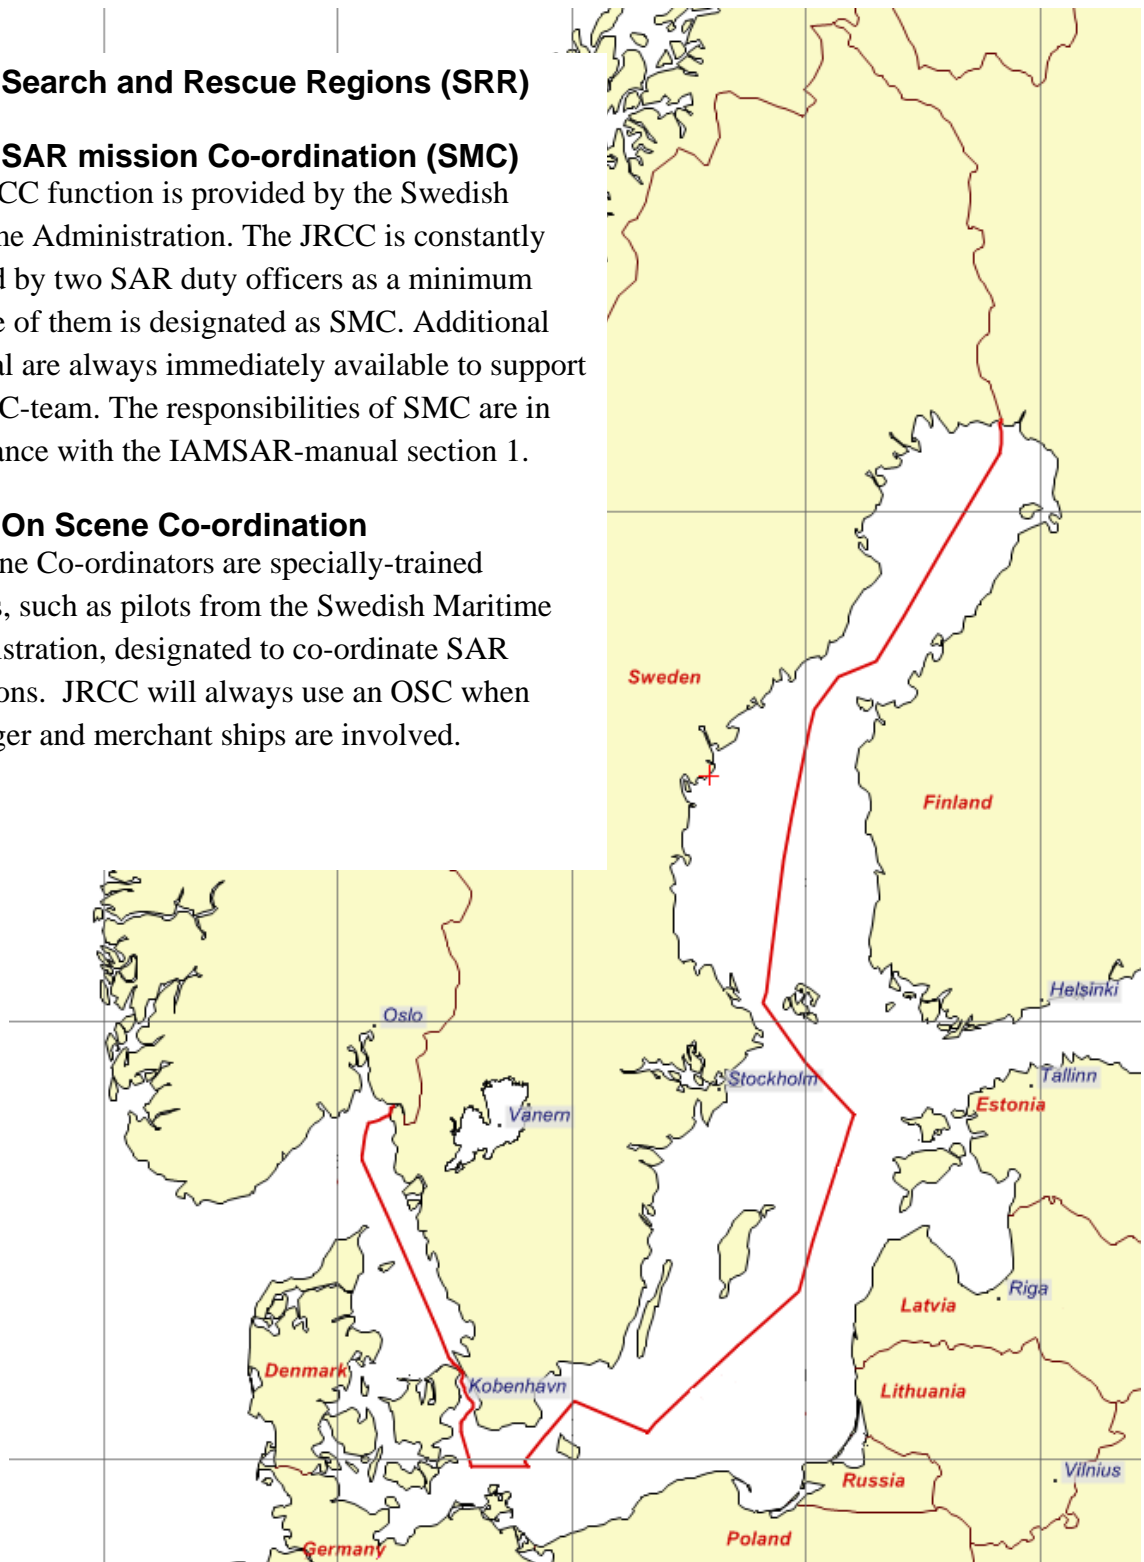 Search and Rescue Regions (SRR)
SAR mission Co-ordination (SMC)
CC function is provided by the Swedish
ne Administration. The JRCC is constantly
d by two SAR duty officers as a minimum
e of them is designated as SMC. Additional
al are always immediately available to support
C-team. The responsibilities of SMC are in
ance with the IAMSAR-manual section 1.
On Scene Co-ordination
ne Co-ordinators are specially-trained
s, such as pilots from the Swedish Maritime
istration, designated to co-ordinate SAR
ons.  JRCC will always use an OSC when
ger and merchant ships are involved.
Sweden
Finland
Helsinki
Oslo
Stockholm
Tallinn
Estonia
Vanern
Riga
Latvia
Denmark
Kobenhavn
Lithuania
Vilnius
Russia
Poland
Germany